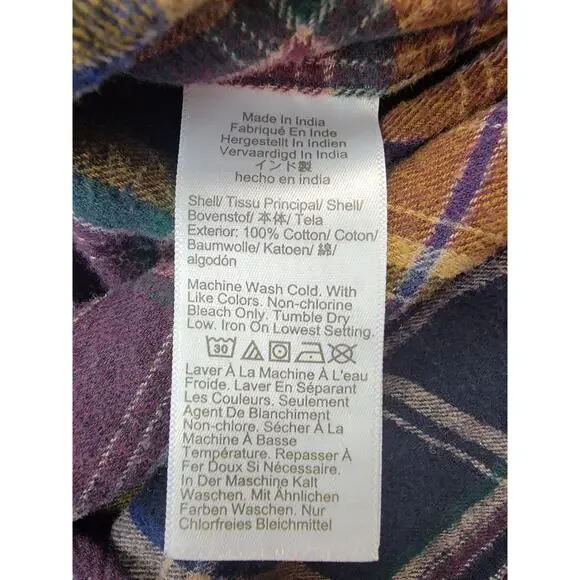 Made In India
Fabriqué En Inde
Hergestellt In Indien
Vervaardigd In India
インド製
hecho en india
Shell/ Tissu Principal/ Shell/
Bovenstof/ 本体/ Tela
Exterior: 100% Cotton/ Coton/
Baumwolle/ Katoen/ 綿/
algodón
Machine Wash Cold. With
Like Colors. Non-chlorine
Bleach Only. Tumble Dry
Low. Iron On Lowest Setting.
30
Laver À La Machine À L'eau
Froide. Laver En Séparant
Les Couleurs. Seulement
Agent De Blanchiment
Non-chlore. Sécher À La
Machine À Basse
Température. Repasser À
Fer Doux Si Nécessaire.
In Der Maschine Kalt
Waschen. Mit Ähnlichen
Farben Waschen. Nur
Chlorfreies Bleichmittel